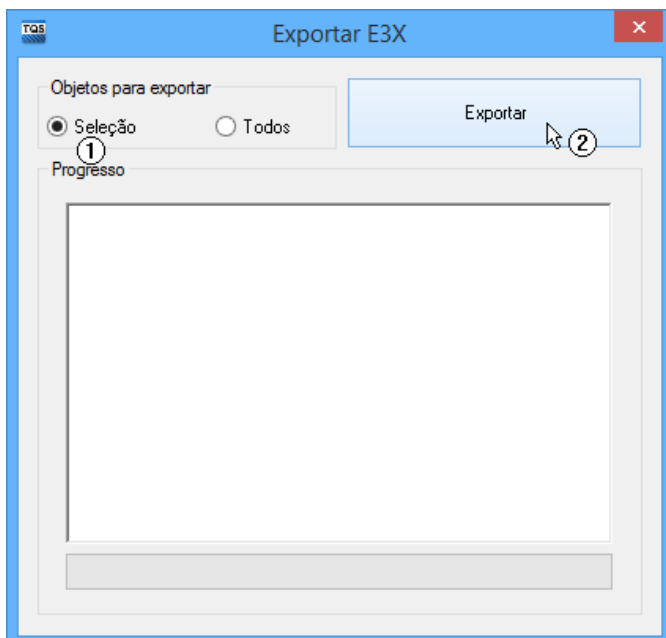 TQS
Exportar E3X
Objetos para exportar
Seleção
Todos
Exportar
1
2
Progresso